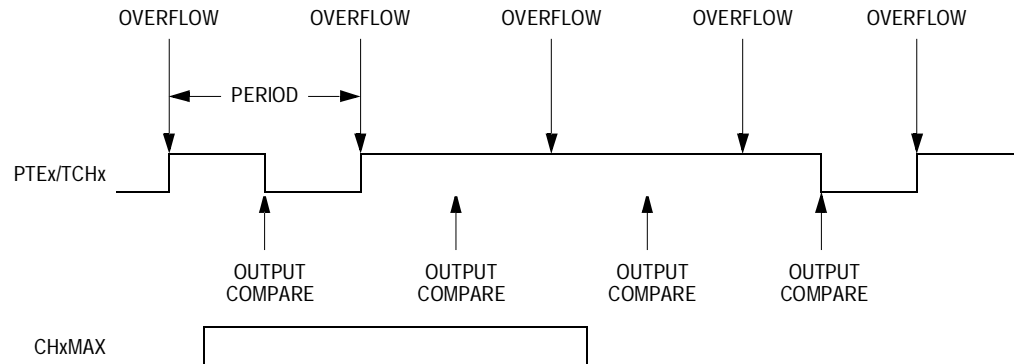 OVERFLOW OVERFLOW OVERFLOW OVERFLOW OVERFLOW
PERIOD
PTEx/TCHx
OUTPUT COMPARE
OUTPUT COMPARE
OUTPUT COMPARE
OUTPUT COMPARE
CHxMAX